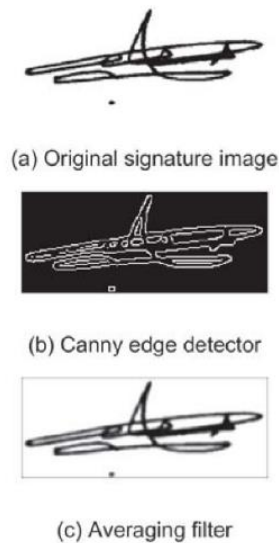 (a) Original signature image
(b) Canny edge detector
(c) Averaging filter